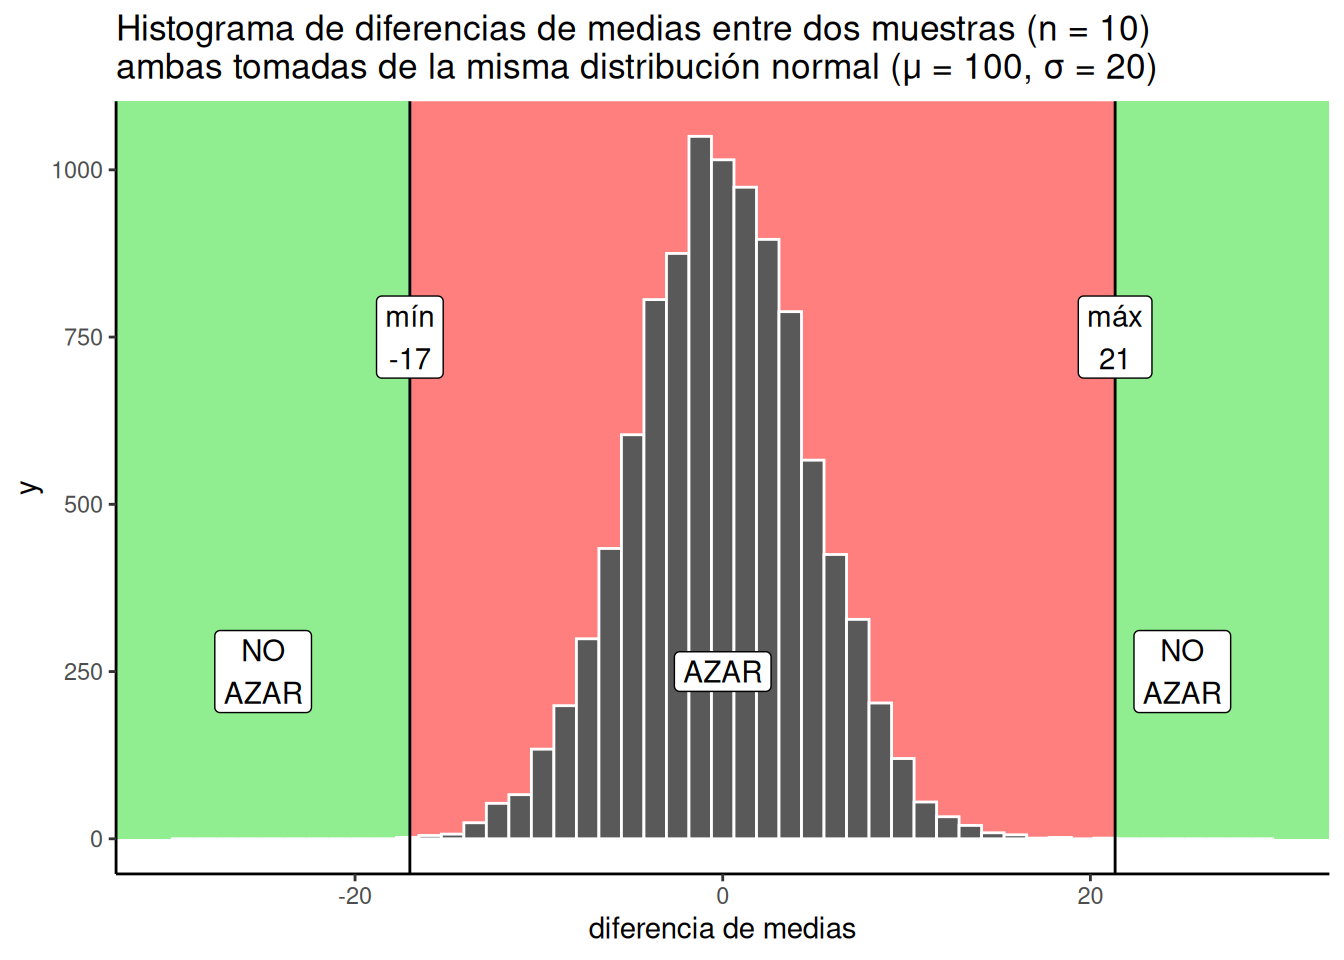 Histograma de diferencias de medias entre dos muestras (n = 10)
ambas tomadas de la misma distribución normal (μ = 100, σ = 20)
1000
750
500
250
0
y
mín
-17
máx
21
NO
AZAR
AZAR
NO
AZAR
-20
0
20
diferencia de medias